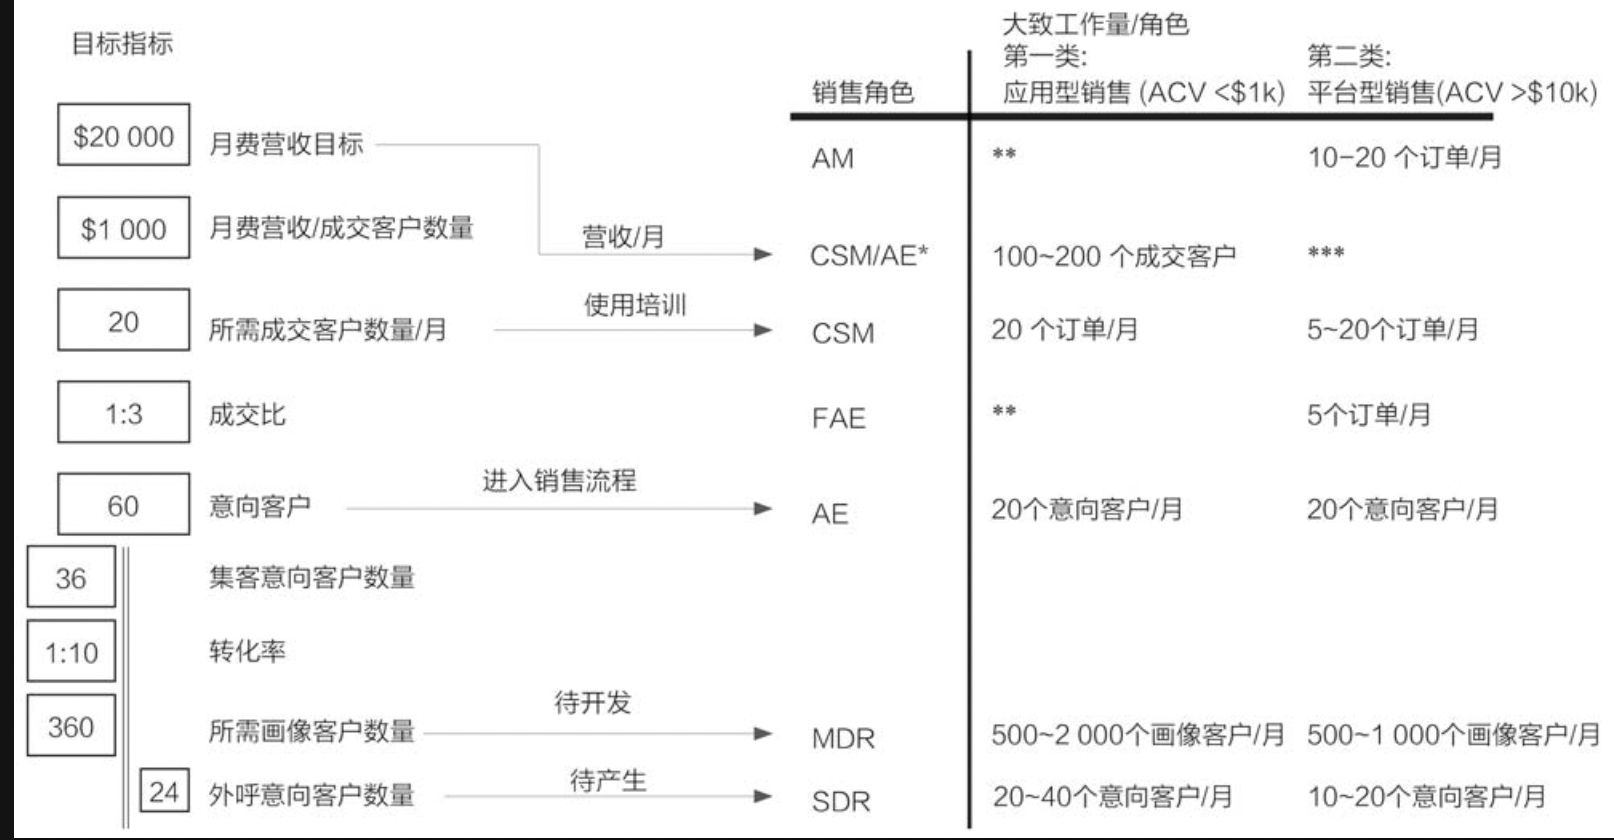 目标指标
大致工作量/角色
第一类:
第二类:
销售角色
应用型销售 (ACV <$1k)
平台型销售(ACV >$10k)
$20 000
月费营收目标
AM
**
10−20 个订单/月
$1 000
月费营收/成交客户数量
营收/月
CSM/AE*
100~200 个成交客户
***
20
所需成交客户数量/月
使用培训
CSM
20 个订单/月
5~20个订单/月
1:3
成交比
FAE
**
5个订单/月
60
意向客户
进入销售流程
AE
20个意向客户/月
20个意向客户/月
36
集客意向客户数量
1:10
转化率
360
所需画像客户数量
待开发
MDR
500~2 000个画像客户/月
500~1 000个画像客户/月
24
外呼意向客户数量
待产生
SDR
20~40个意向客户/月
10~20个意向客户/月